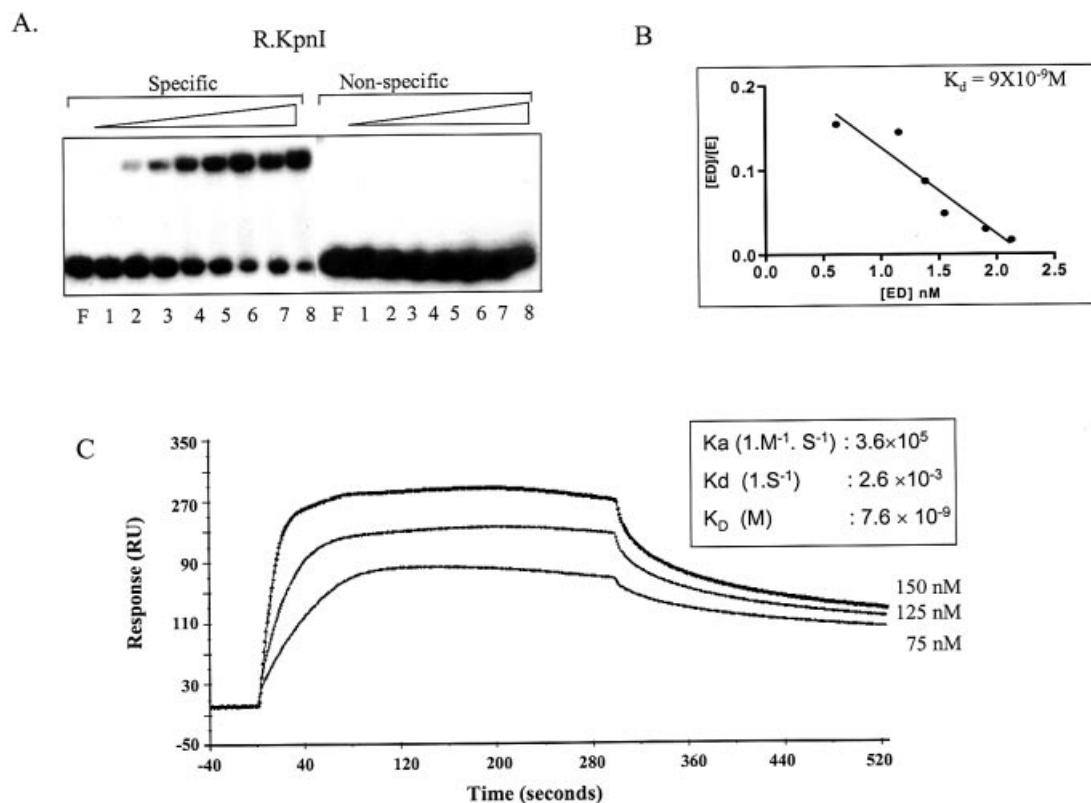 A.
R.KpnI
Specific Non-specific
F 1 2 3 4 5 6 7 8 F 1 2 3 4 5 6 7 8
B
K_d = 9X10⁻⁹M
0.2
0.1
0.0
[ED]/[E]
0.0 0.5 1.0 1.5 2.0 2.5
[ED] nM
C
350
270
90
110
30
-50
Response (RU)
-40 40 120 200 280 360 440 520
Time (seconds)
Ka (1.M⁻¹. S⁻¹) : 3.6×10⁵
Kd (1.S⁻¹) : 2.6 ×10⁻³
K_D (M) : 7.6 × 10⁻⁹
150 nM
125 nM
75 nM